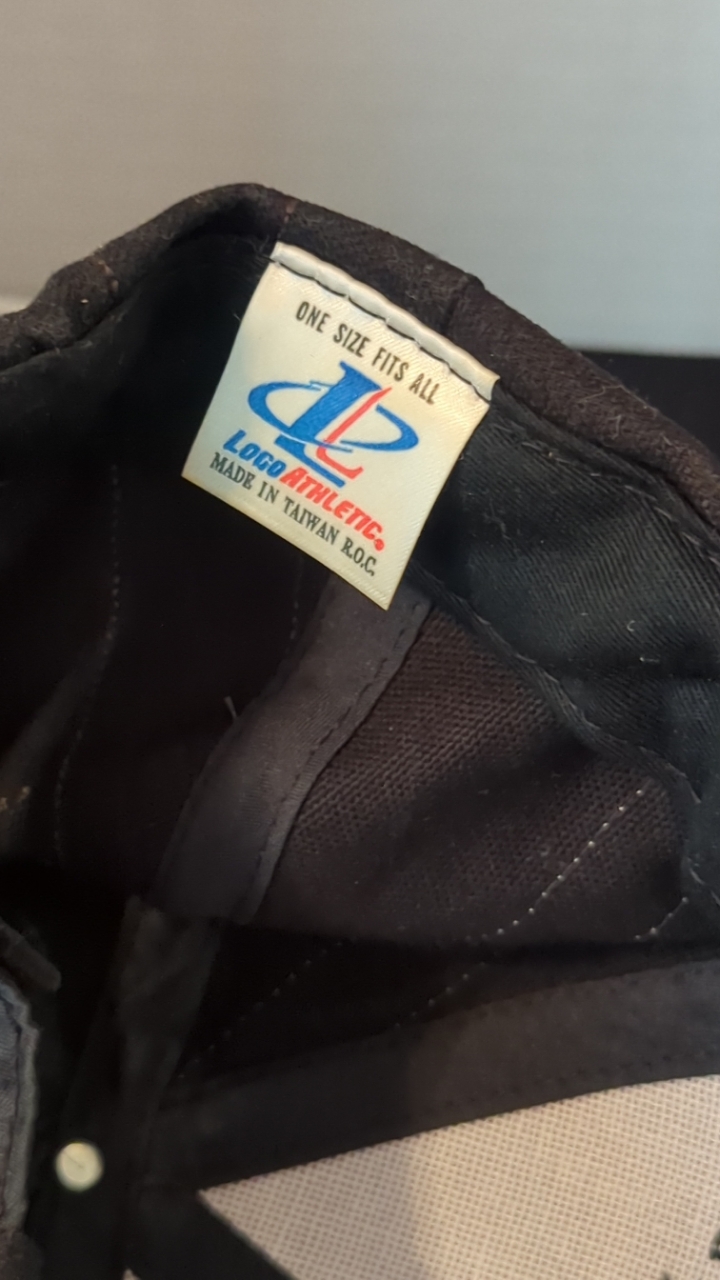 ONE SIZE FITS ALL
L
LOGO ATHLETIC
MADE IN TAIWAN R.O.C.